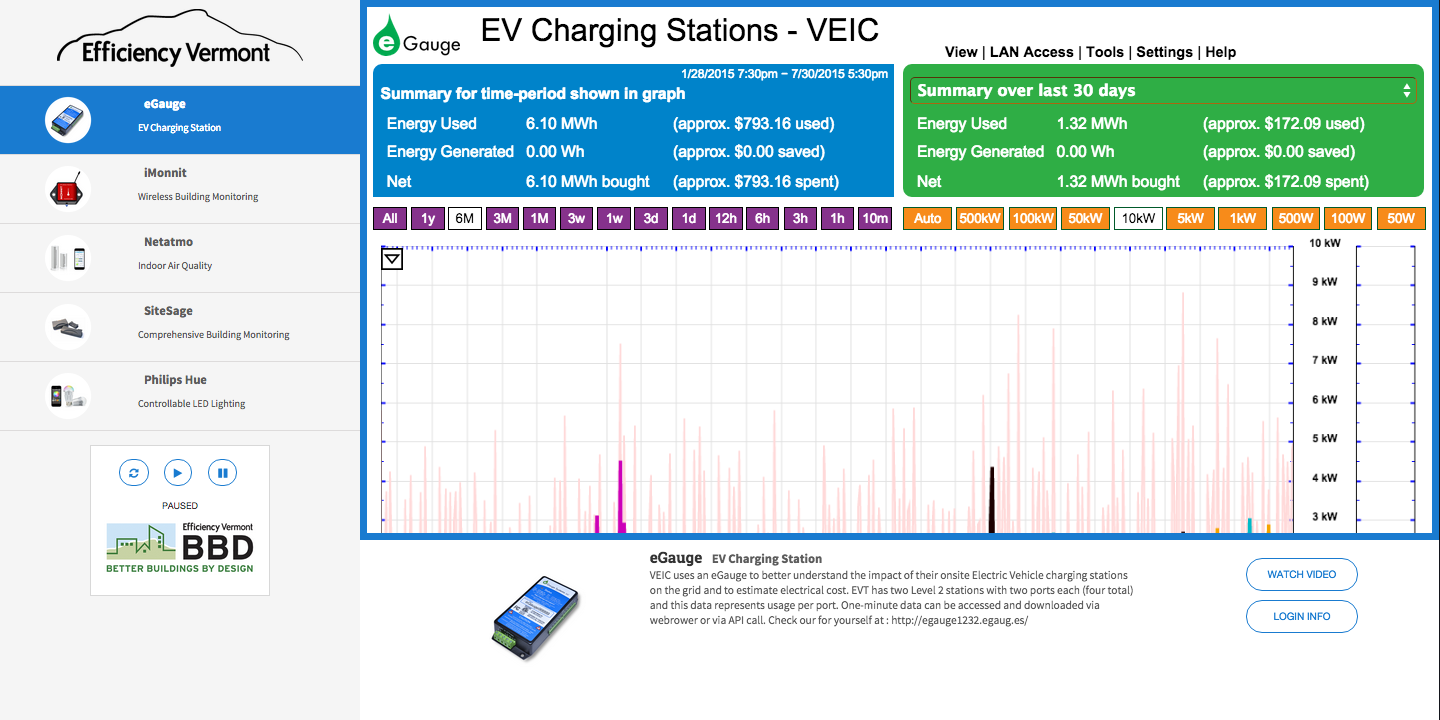 Efficiency Vermont
eGauge
EV Charging Station
iMonnit
Wireless Building Monitoring
Netatmo
Indoor Air Quality
SiteSage
Comprehensive Building Monitoring
Philips Hue
Controllable LED Lighting
PAUSED
Efficiency Vermont
BBD
BETTER BUILDINGS BY DESIGN
eGauge
EV Charging Stations - VEIC
View | LAN Access | Tools | Settings | Help
1/28/2015 7:30pm – 7/30/2015 5:30pm
Summary for time-period shown in graph
Energy Used 6.10 MWh (approx. $793.16 used)
Energy Generated 0.00 Wh (approx. $0.00 saved)
Net 6.10 MWh bought (approx. $793.16 spent)
Summary over last 30 days
Energy Used 1.32 MWh (approx. $172.09 used)
Energy Generated 0.00 Wh (approx. $0.00 saved)
Net 1.32 MWh bought (approx. $172.09 spent)
All 1y 6M 3M 1M 3w 1w 3d 1d 12h 6h 3h 1h 10m
Auto 500kW 100kW 50kW 10kW 5kW 1kW 500W 100W 50W
10 kW
9 kW
8 kW
7 kW
6 kW
5 kW
4 kW
3 kW
eGauge EV Charging Station
VEIC uses an eGauge to better understand the impact of their onsite Electric Vehicle charging stations
on the grid and to estimate electrical cost. EVT has two Level 2 stations with two ports each (four total)
and this data represents usage per port. One-minute data can be accessed and downloaded via
webrower or via API call. Check our for yourself at : http://egauge1232.egaug.es/
WATCH VIDEO
LOGIN INFO